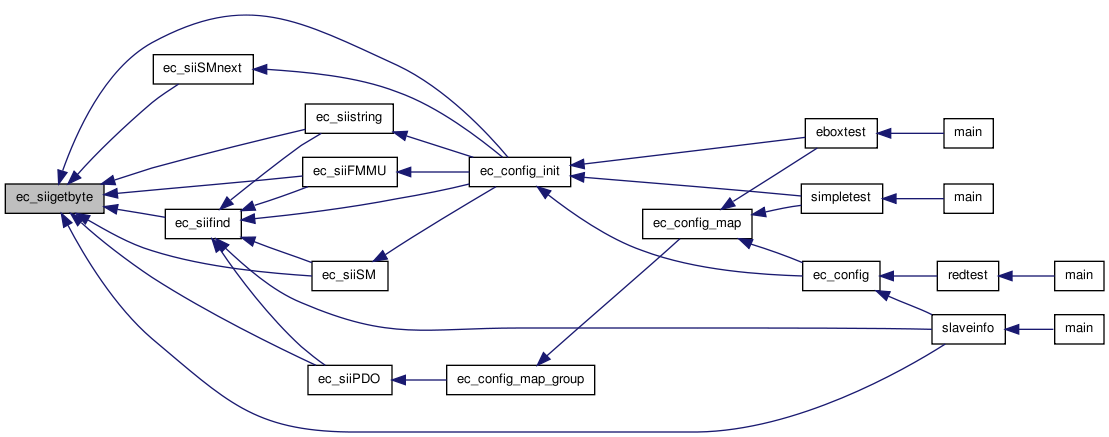 ec_siigetbyte
ec_siiSMnext
ec_siistring
ec_siiFMMU
ec_siifind
ec_siiSM
ec_siiPDO
ec_config_init
ec_config_map_group
ec_config_map
eboxtest
main
simpletest
main
ec_config
redtest
main
slaveinfo
main